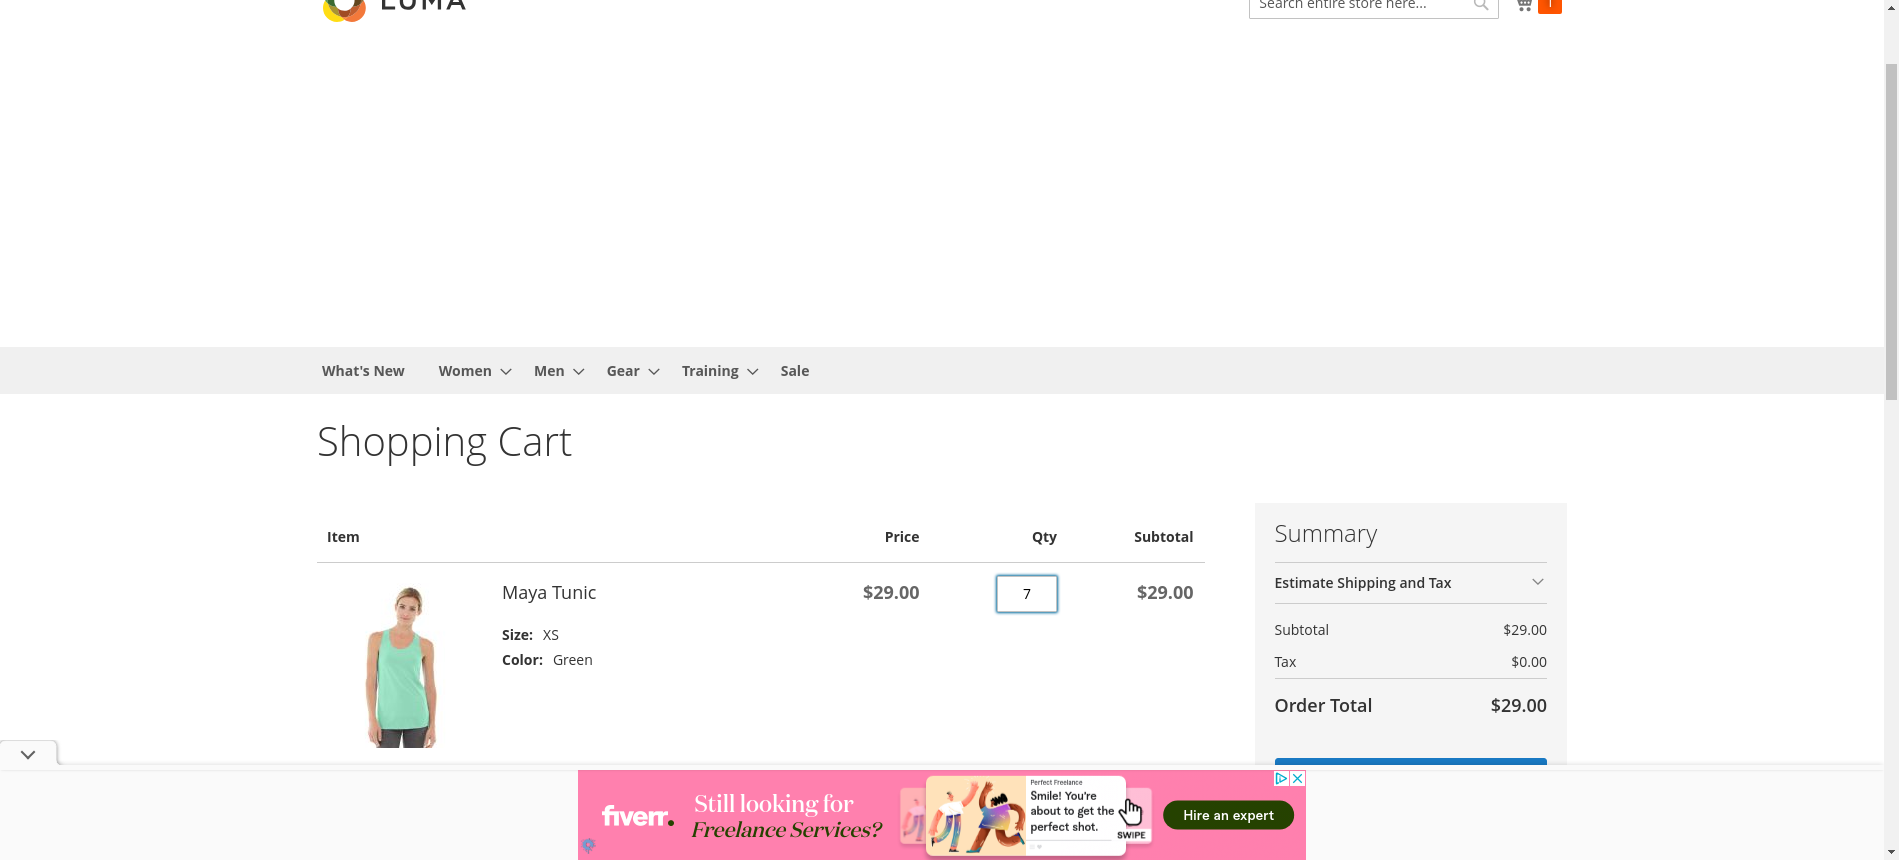 LUMA
Search entire store here...
1
What's New Women Men Gear Training Sale
Shopping Cart
Item Price Qty Subtotal
Maya Tunic $29.00 7 $29.00
Size: XS
Color: Green
Summary
Estimate Shipping and Tax
Subtotal $29.00
Tax $0.00
Order Total $29.00
fiverr.
Still looking for
Freelance Services?
Perfect Freelance
Smile! You're
about to get the
perfect shot.
SWIPE
Hire an expert